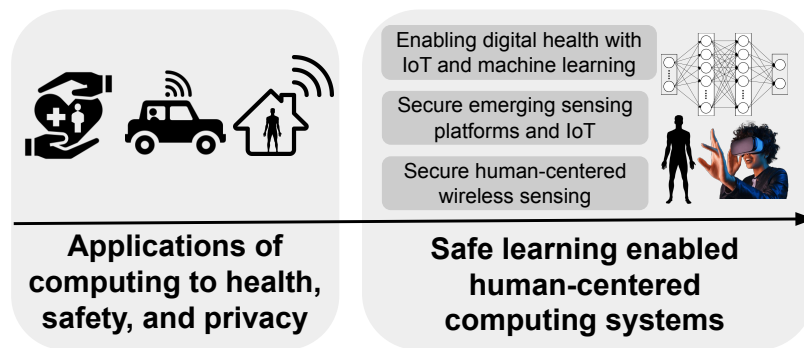 Enabling digital health with
IoT and machine learning
Secure emerging sensing
platforms and IoT
Secure human-centered
wireless sensing
Applications of
computing to health,
safety, and privacy
Safe learning enabled
human-centered
computing systems